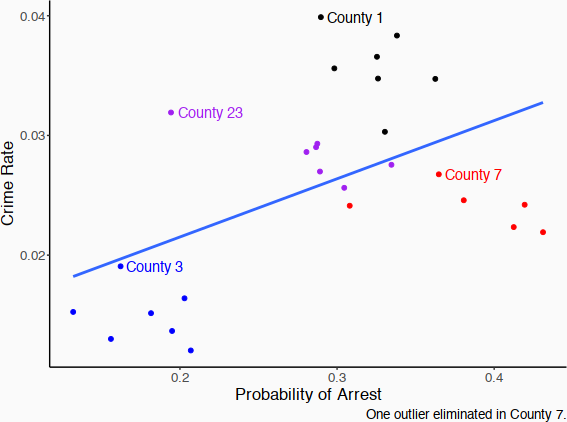 0.04
County 1
County 23
0.03
County 7
Crime Rate
0.02
County 3
0.2
0.3
0.4
Probability of Arrest
One outlier eliminated in County 7.